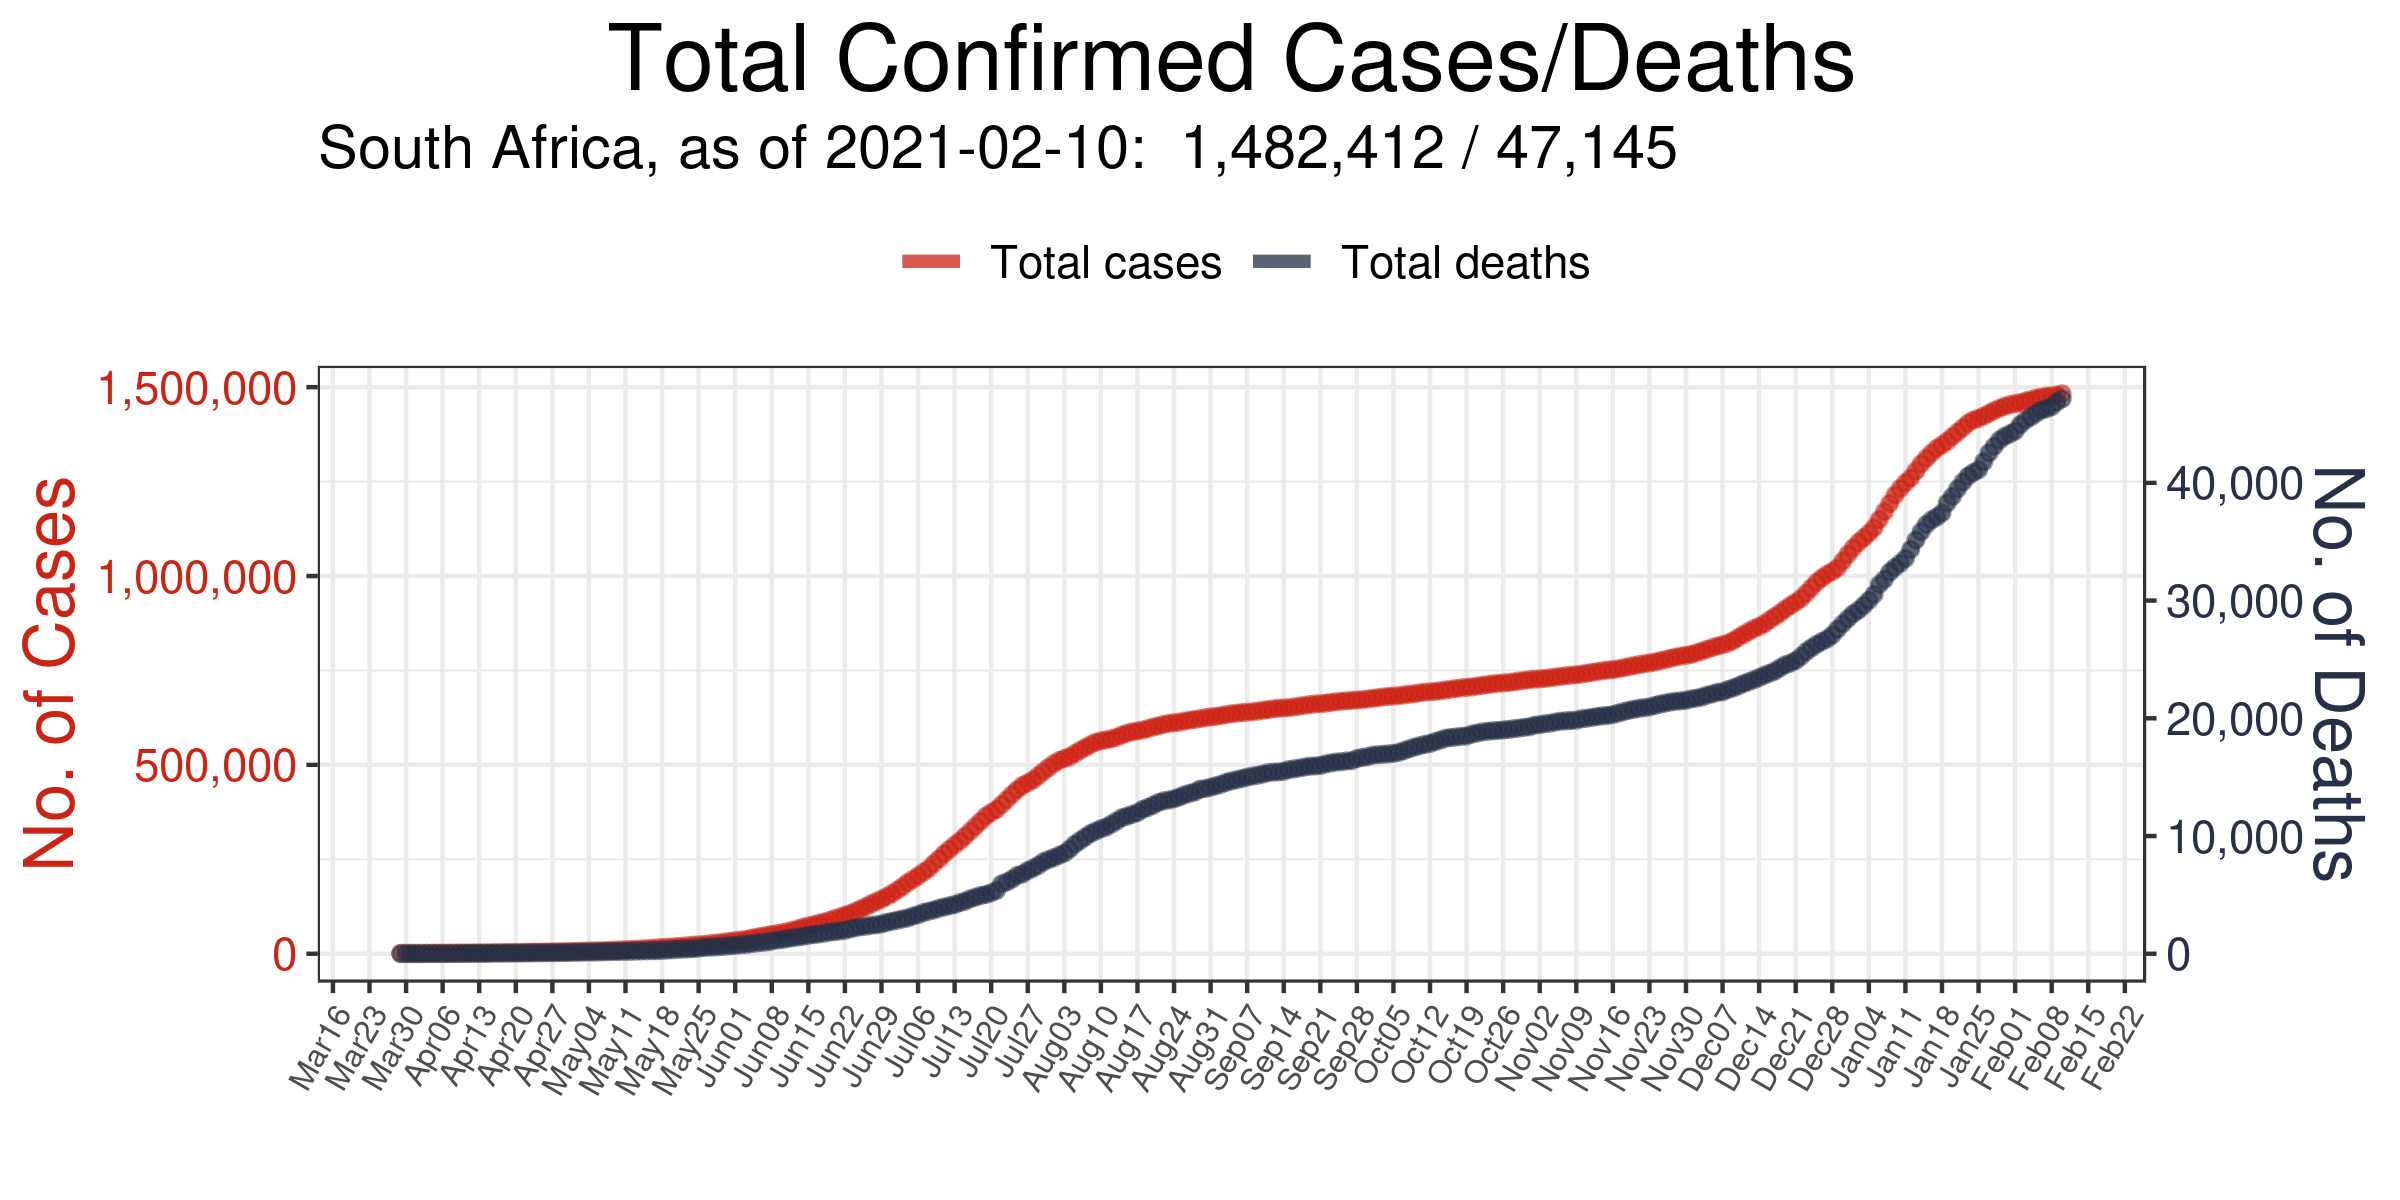 Total Confirmed Cases/Deaths
South Africa, as of 2021-02-10:  1,482,412 / 47,145
Total cases
Total deaths
No. of Cases
1,500,000
1,000,000
500,000
0
40,000
30,000
20,000
10,000
0
No. of Deaths
Mar16
Mar23
Mar30
Apr06
Apr13
Apr20
Apr27
May04
May11
May18
May25
Jun01
Jun08
Jun15
Jun22
Jun29
Jul06
Jul13
Jul20
Jul27
Aug03
Aug10
Aug17
Aug24
Aug31
Sep07
Sep14
Sep21
Sep28
Oct05
Oct12
Oct19
Oct26
Nov02
Nov09
Nov16
Nov23
Nov30
Dec07
Dec14
Dec21
Dec28
Jan04
Jan11
Jan18
Jan25
Feb01
Feb08
Feb15
Feb22